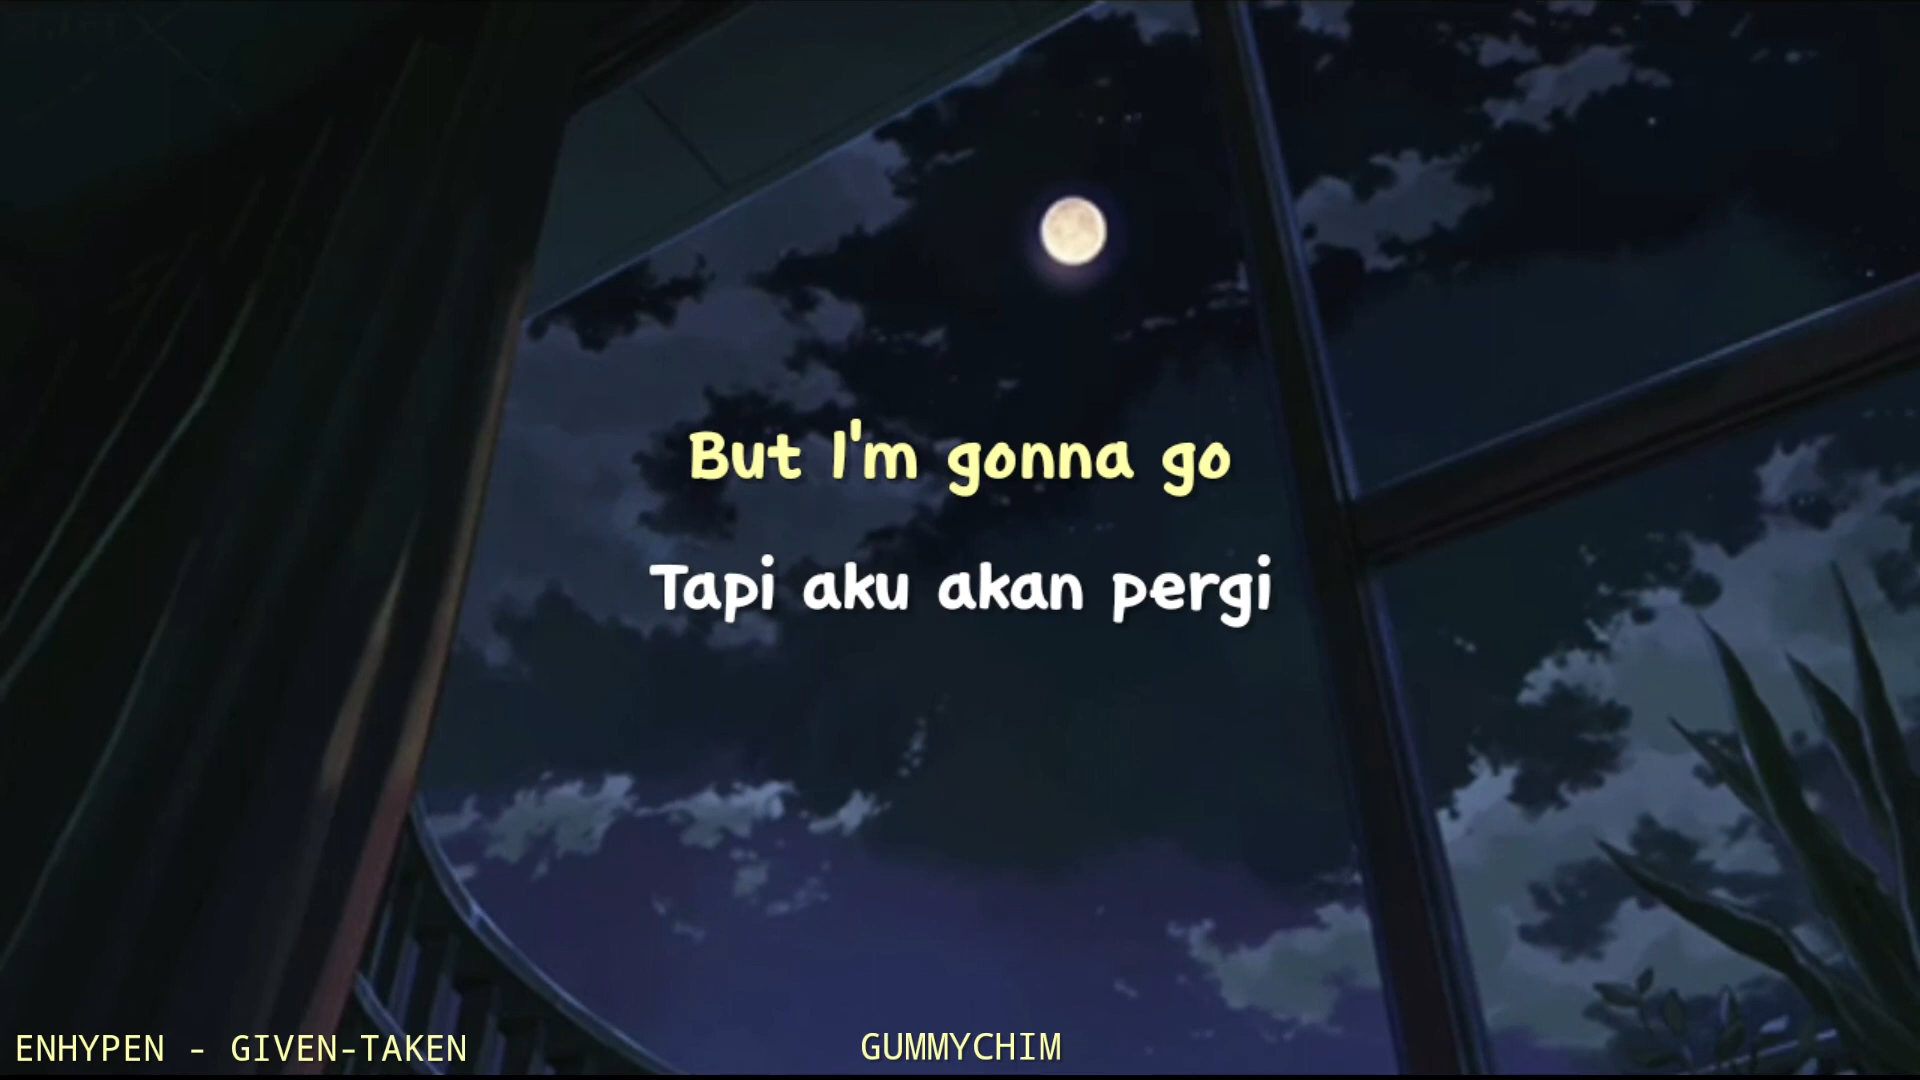 But I'm gonna go
Tapi aku akan pergi
ENHYPEN - GIVEN-TAKEN
GUMMYCHIM